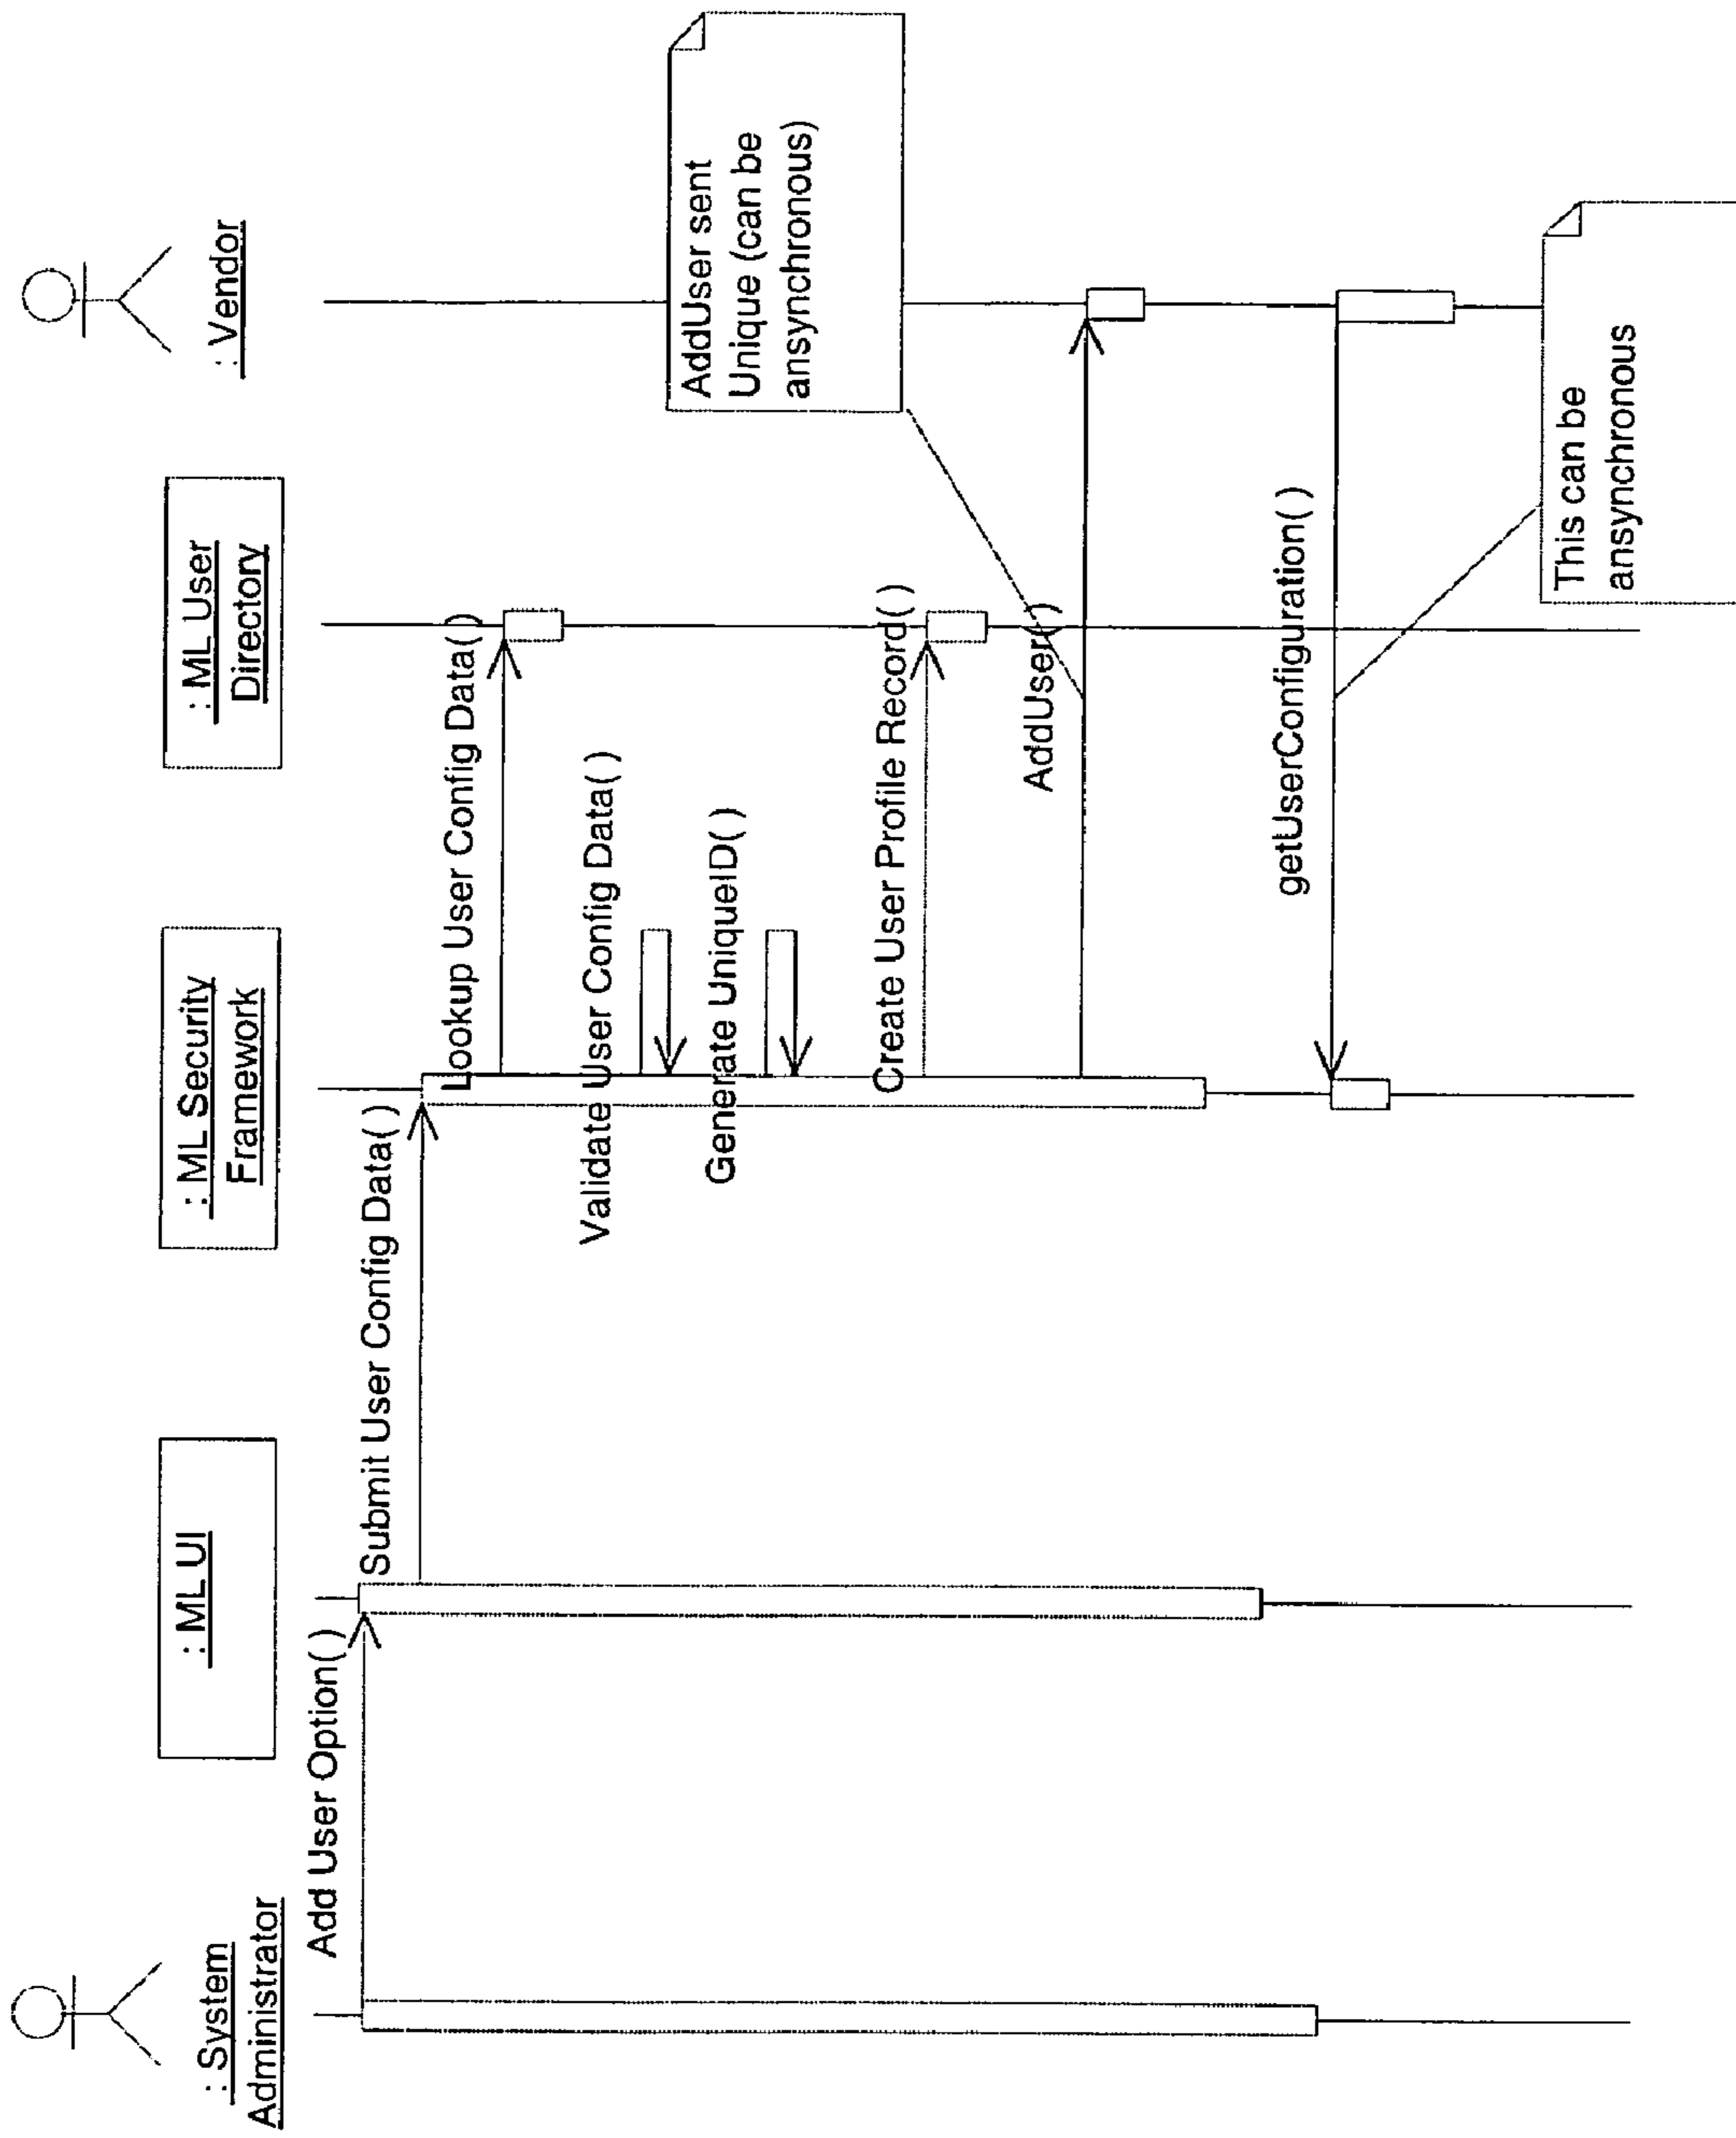 : System
Administrator
: ML UI
: ML Security
Framework
: ML User
Directory
: Vendor
Add User Option( )
Submit User Config Data( )
Lookup User Config Data( )
Validate User Config Data( )
Generate UniqueID( )
Create User Profile Record( )
AddUser sent
Unique (can be
ansynchronous)
AddUser( )
getUserConfiguration( )
This can be
ansynchronous